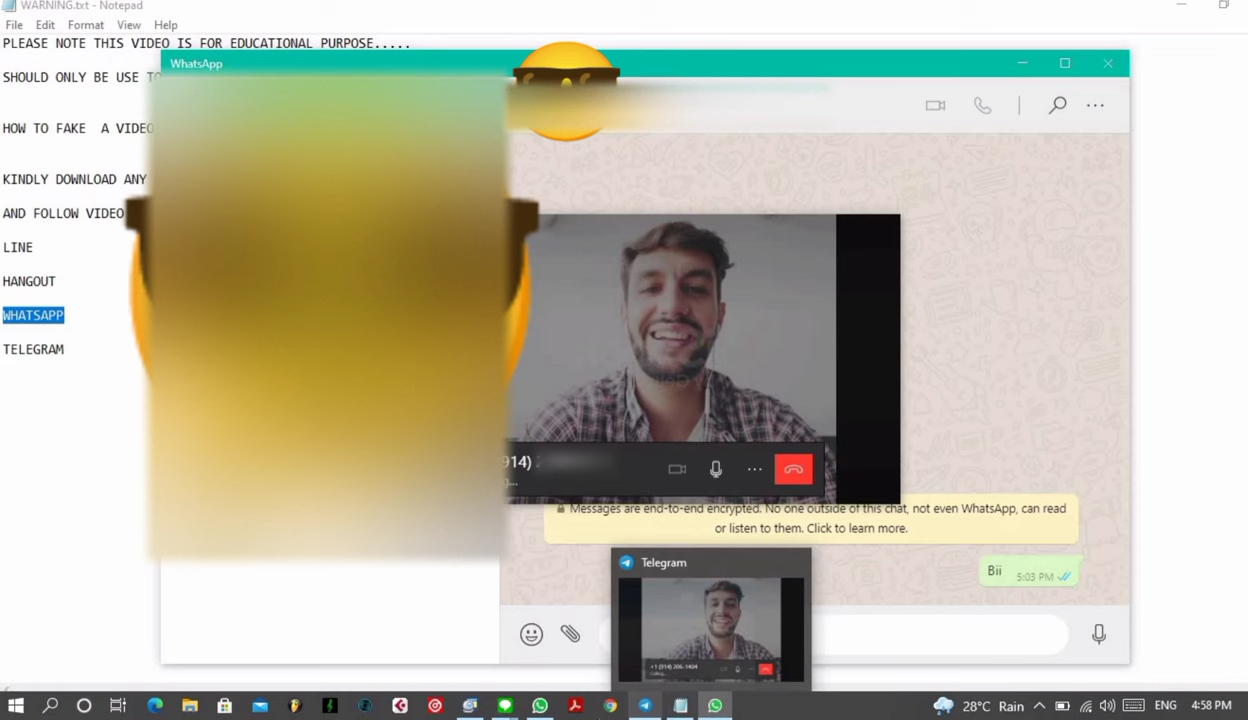 WARNING.txt - Notepad
File Edit Format View Help
PLEASE NOTE THIS VIDEO IS FOR EDUCATIONAL PURPOSE.....
SHOULD ONLY BE USE TO
HOW TO FAKE A VIDEO
KINDLY DOWNLOAD ANY
AND FOLLOW VIDEO
LINE
HANGOUT
WHATSAPP
TELEGRAM
WhatsApp
914)
Messages are end-to-end encrypted. No one outside of this chat, not even WhatsApp, can read
or listen to them. Click to learn more.
Bii
5:03 PM
Telegram
28°C Rain
ENG
4:58 PM